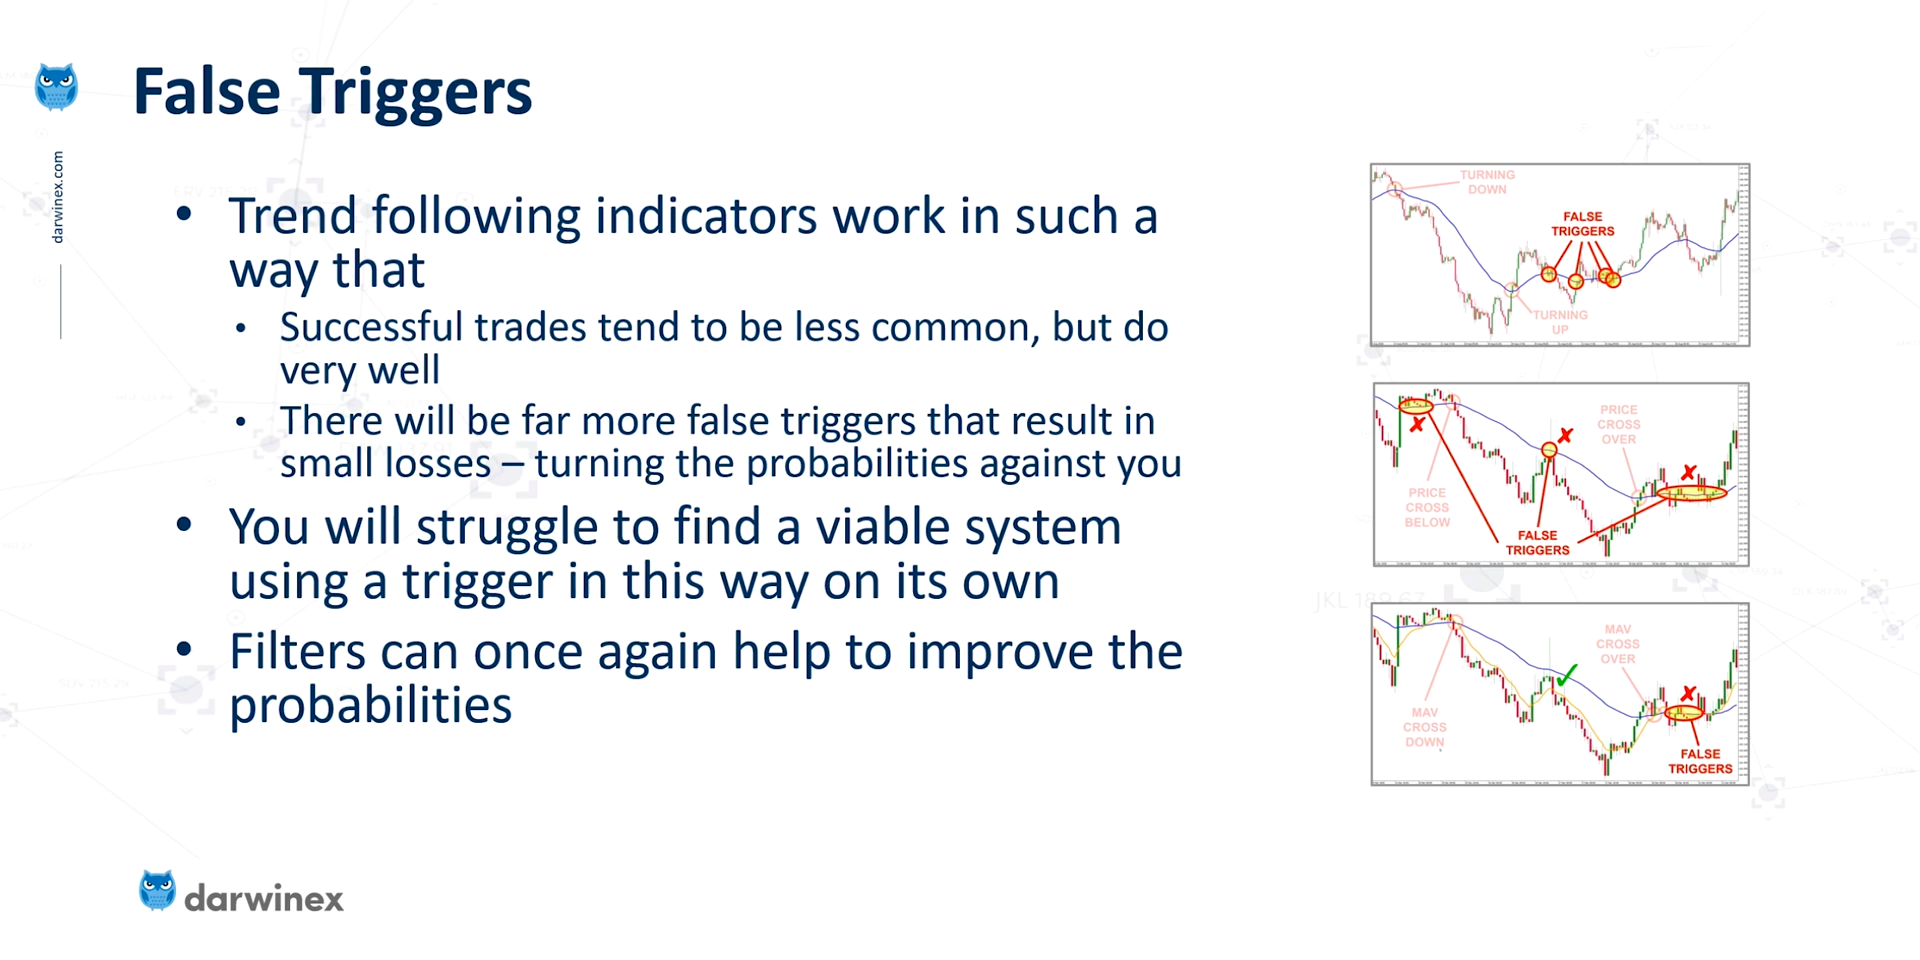 False Triggers
darwinex.com
• Trend following indicators work in such a
way that
• Successful trades tend to be less common, but do
very well
• There will be far more false triggers that result in
small losses – turning the probabilities against you
• You will struggle to find a viable system
using a trigger in this way on its own
• Filters can once again help to improve the
probabilities
TURNING
DOWN
FALSE
TRIGGERS
TURNING
UP
PRICE
CROSS
OVER
PRICE
CROSS
BELOW
FALSE
TRIGGERS
JKL 189.67
MAV
CROSS
OVER
MAV
CROSS
DOWN
FALSE
TRIGGERS
darwinex